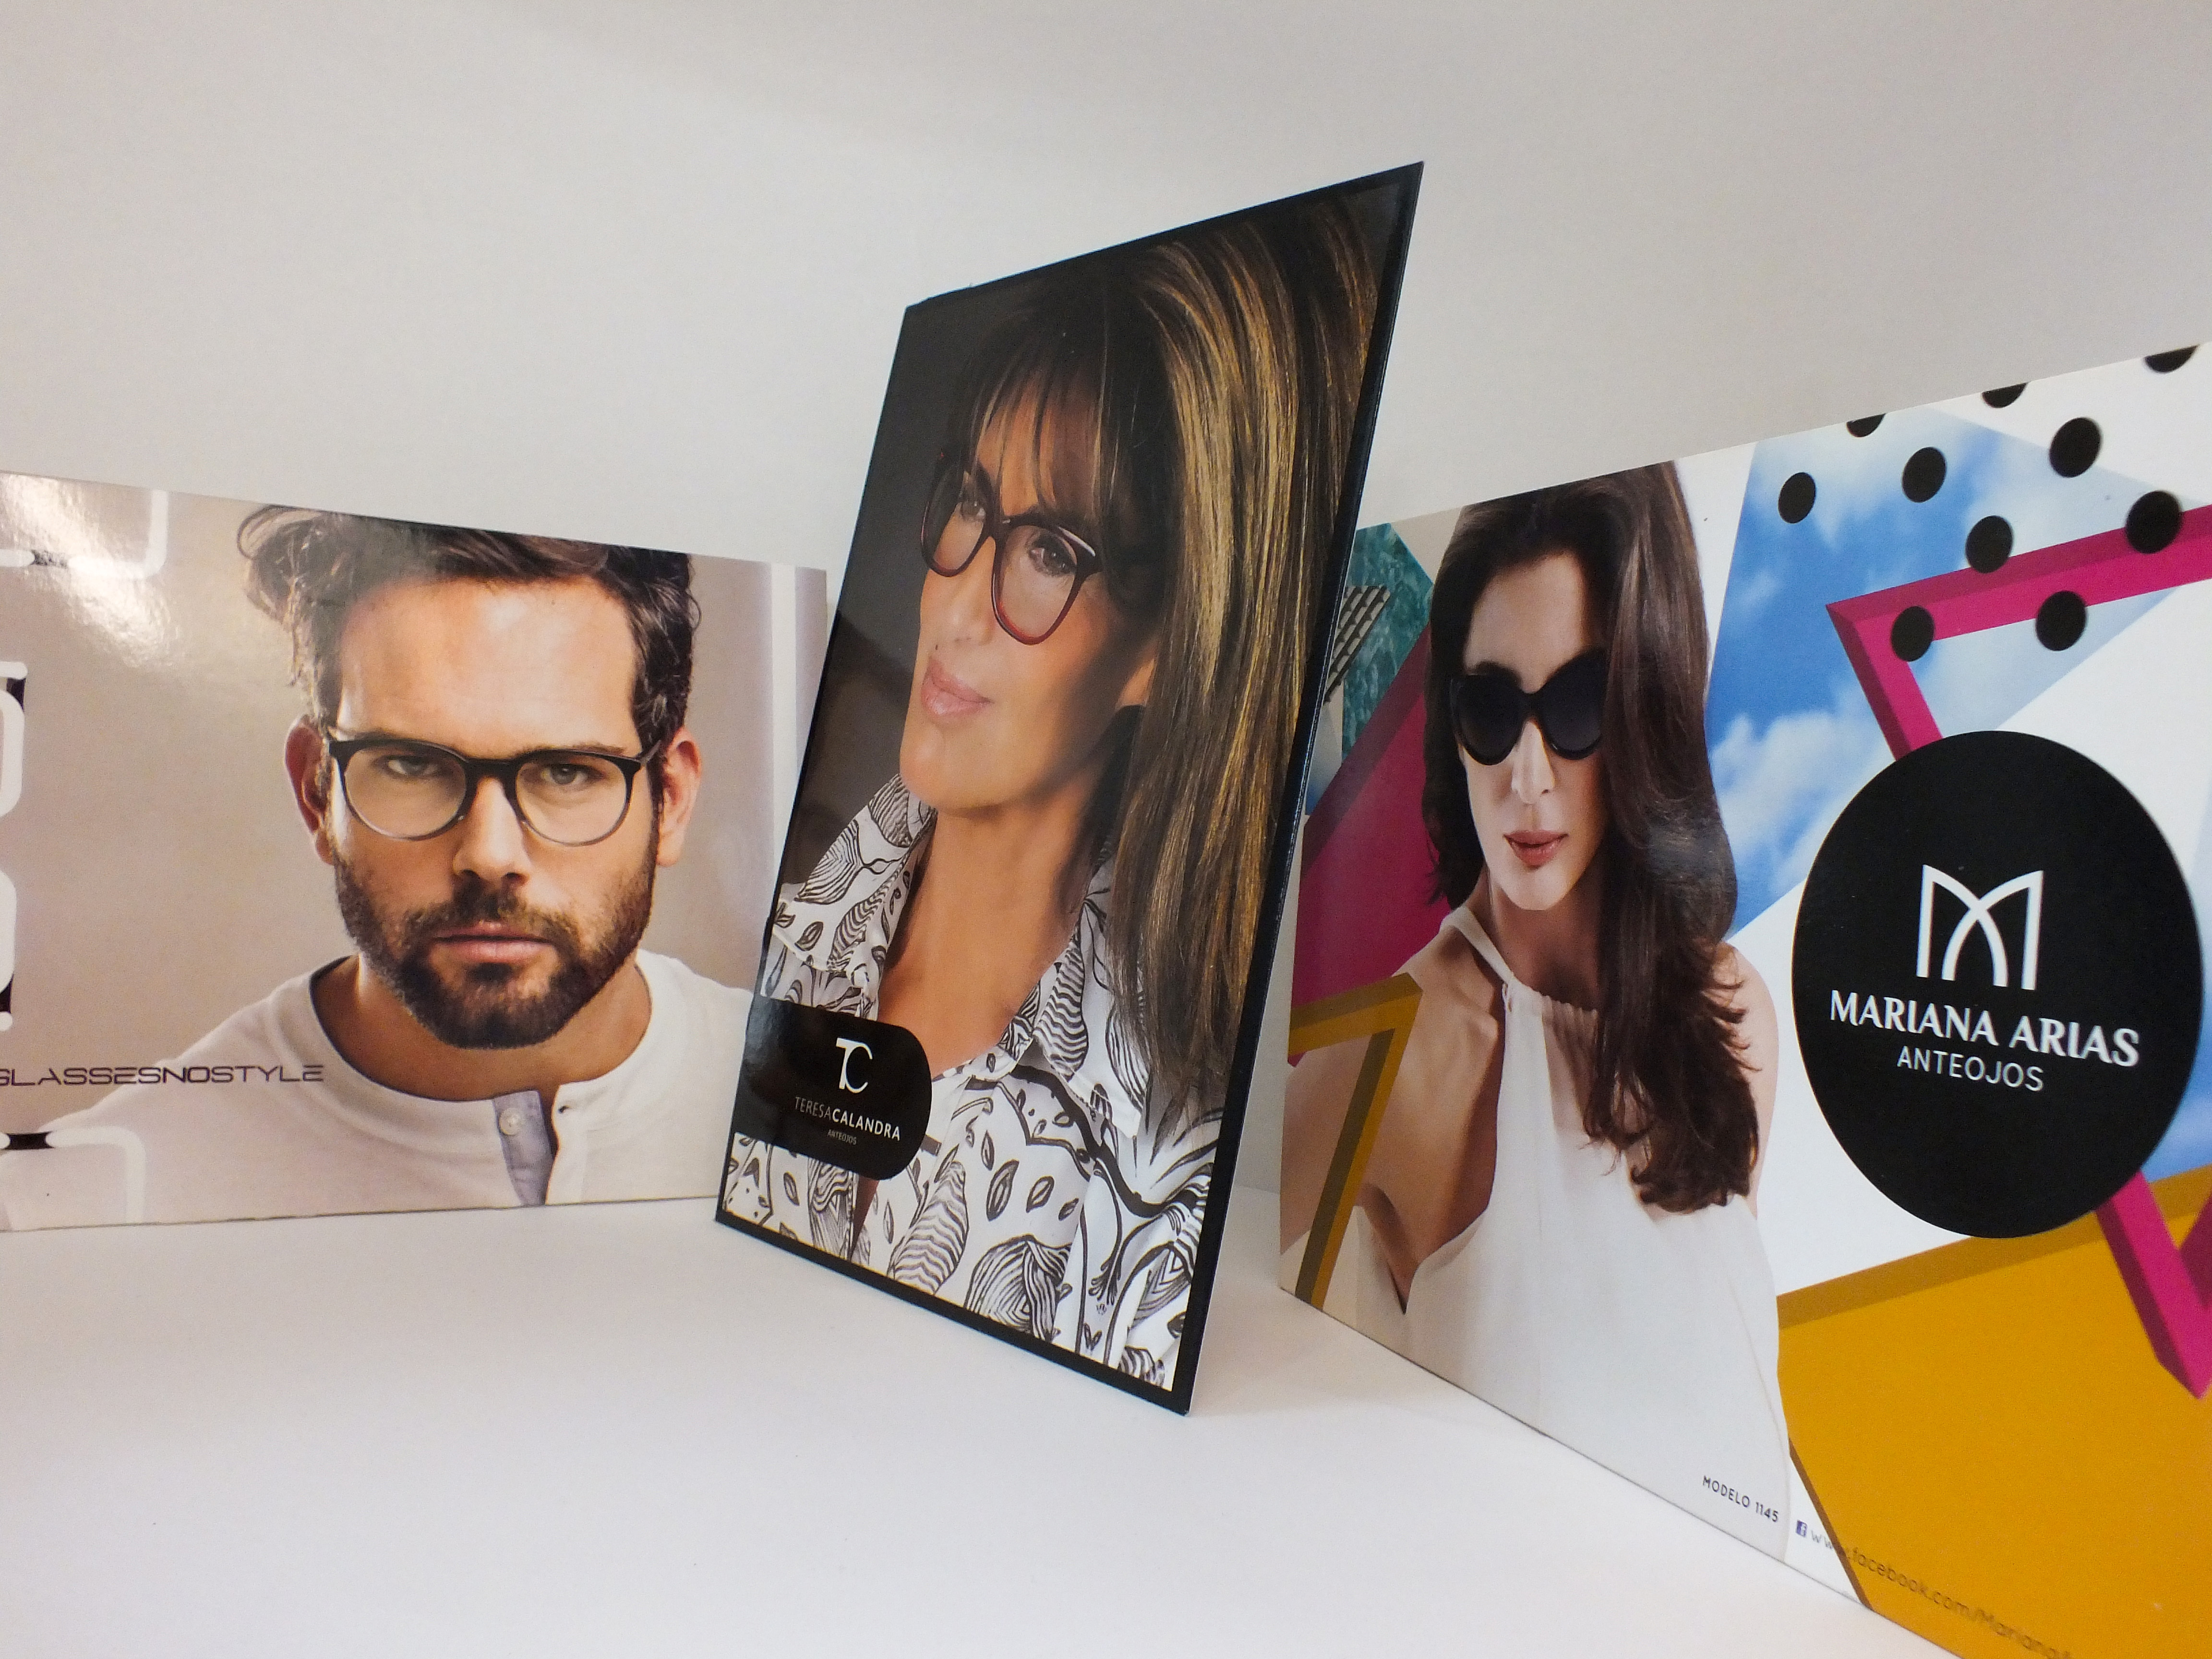 GLASSESNOSTYLE
TC
TERESACALANDRA
ANTEOJOS
MARIANA ARIAS
ANTEOJOS
MODELO 1145
www.facebook.com/Mariana